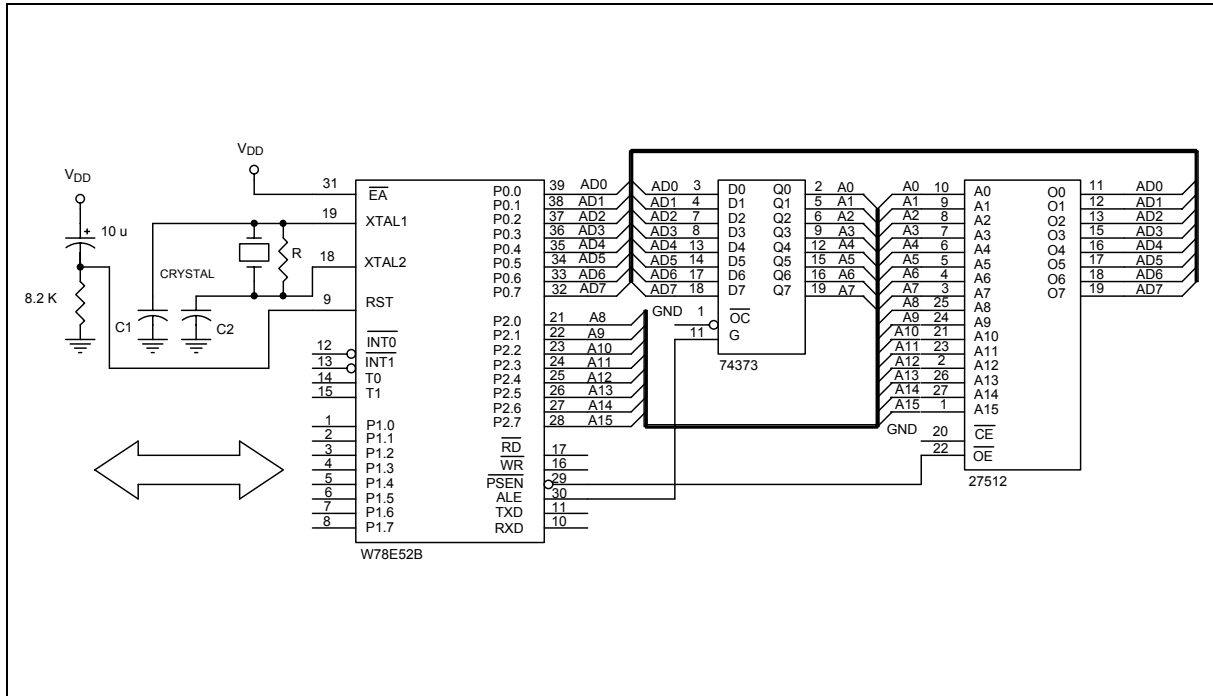 VDD
10 u
8.2 K
C1
C2
CRYSTAL
R
VDD
31 EA
19 XTAL1
18 XTAL2
9 RST
12 INT0
13 INT1
14 T0
15 T1
1 P1.0
2 P1.1
3 P1.2
4 P1.3
5 P1.4
6 P1.5
7 P1.6
8 P1.7
P0.0 39 AD0
P0.1 38 AD1
P0.2 37 AD2
P0.3 36 AD3
P0.4 35 AD4
P0.5 34 AD5
P0.6 33 AD6
P0.7 32 AD7
P2.0 21 A8
P2.1 22 A9
P2.2 23 A10
P2.3 24 A11
P2.4 25 A12
P2.5 26 A13
P2.6 27 A14
P2.7 28 A15
RD 17
WR 16
PSEN 29
ALE 30
TXD 11
RXD 10
W78E52B
AD0 3 D0 Q0 2 A0
AD1 4 D1 Q1 5 A1
AD2 7 D2 Q2 6 A2
AD3 8 D3 Q3 9 A3
AD4 13 D4 Q4 12 A4
AD5 14 D5 Q5 15 A5
AD6 17 D6 Q6 16 A6
AD7 18 D7 Q7 19 A7
GND 1 OC
11 G
74373
A0 10 A0 O0 11 AD0
A1 9 A1 O1 12 AD1
A2 8 A2 O2 13 AD2
A3 7 A3 O3 15 AD3
A4 6 A4 O4 16 AD4
A5 5 A5 O5 17 AD5
A6 4 A6 O6 18 AD6
A7 3 A7 O7 19 AD7
A8 25 A8
A9 24 A9
A10 21 A10
A11 23 A11
A12 2 A12
A13 26 A13
A14 27 A14
A15 1 A15
GND 20 CE
22 OE
27512